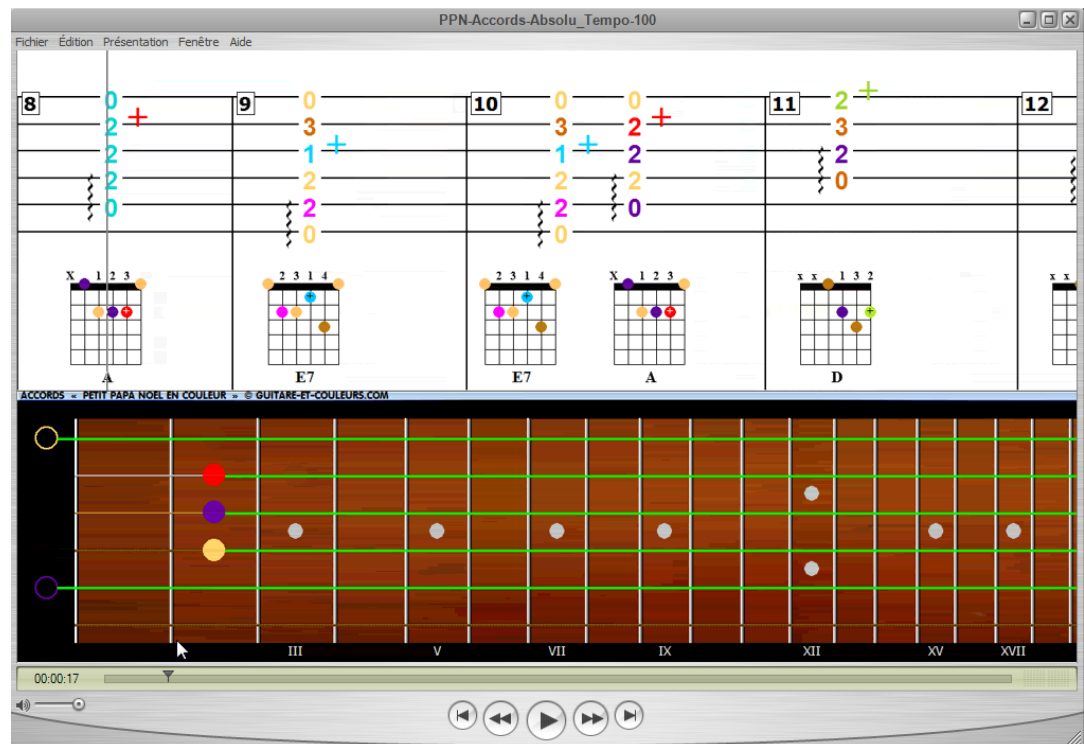 PPN-Accords-Absolu_Tempo-100
Fichier Édition Présentation Fenêtre Aide
8 9 10 11 12
0 0 0 0 2
2 3 3 2 3
2 1 1 2 2
2 2 2 2 0
0 2 2 0
0 0
X 1 2 3 2 3 1 4 2 3 1 4 X 1 2 3 x x 1 3 2 x x
A E7 E7 A D
ACCORDS « PETIT PAPA NOEL EN COULEUR » © GUITARE-ET-COULEURS.COM
III V VII IX XII XV XVII
00:00:17